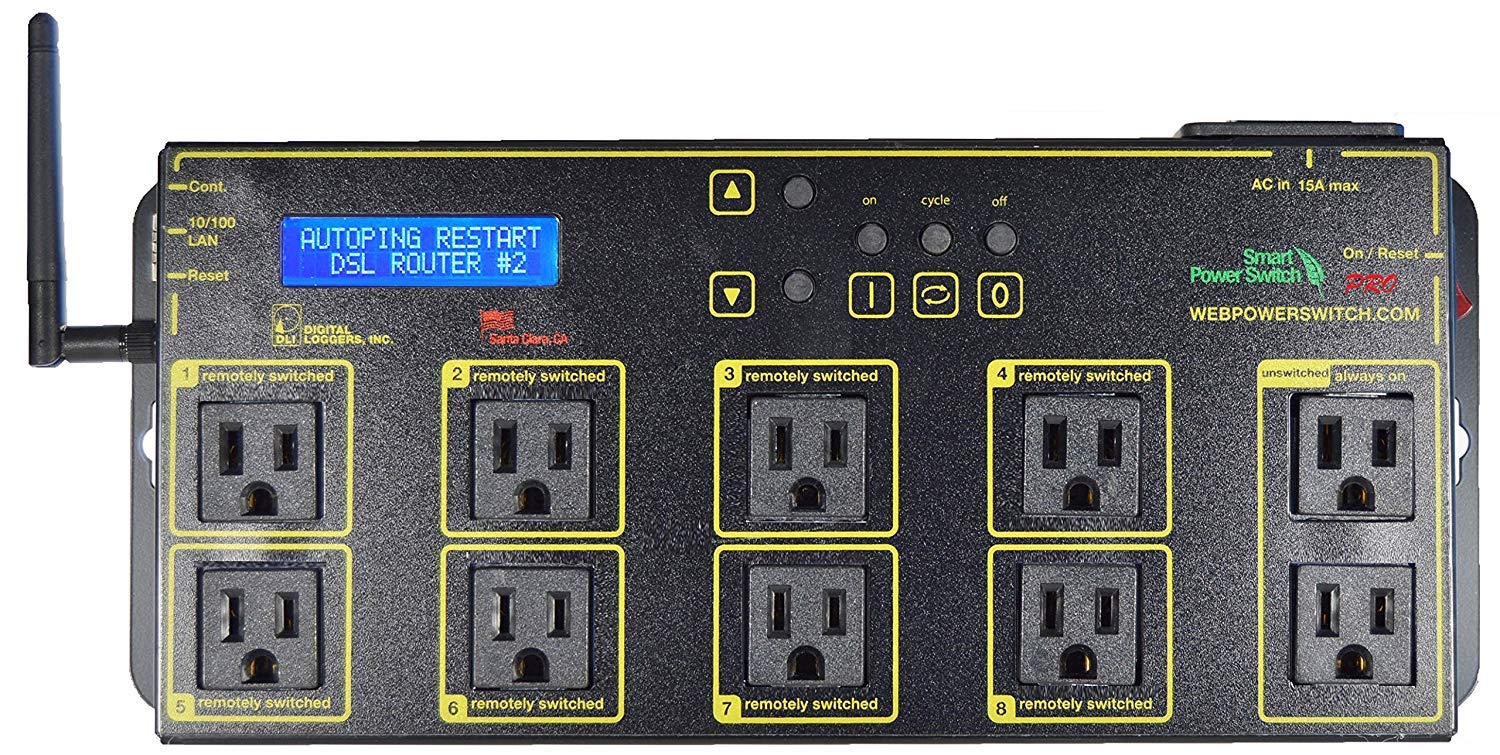 Cont.
10/100
LAN
Reset
AUTOPING RESTART
DSL ROUTER #2
DLI
DIGITAL
LOGGERS, INC.
Santa Clara, CA
on
cycle
off
AC in 15A max
On / Reset
Smart
Power Switch
PRO
WEBPOWERSWITCH.COM
1 remotely switched
2 remotely switched
3 remotely switched
4 remotely switched
unswitched always on
5 remotely switched
6 remotely switched
7 remotely switched
8 remotely switched